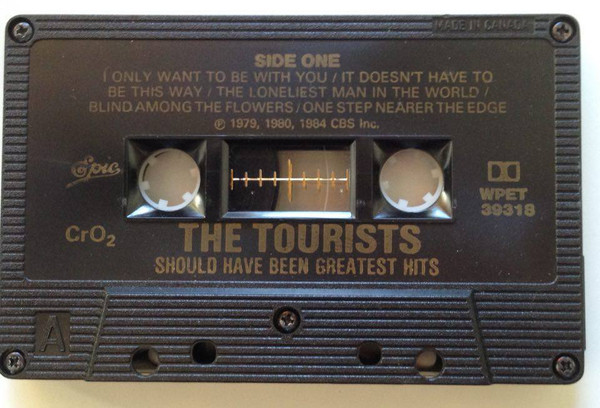 MADE IN CANADA
SIDE ONE
I ONLY WANT TO BE WITH YOU / IT DOESN'T HAVE TO
BE THIS WAY / THE LONELIEST MAN IN THE WORLD /
BLIND AMONG THE FLOWERS / ONE STEP NEARER THE EDGE
℗ 1979, 1980, 1984 CBS Inc.
Epic
WPET
39318
CrO2
THE TOURISTS
SHOULD HAVE BEEN GREATEST HITS
A